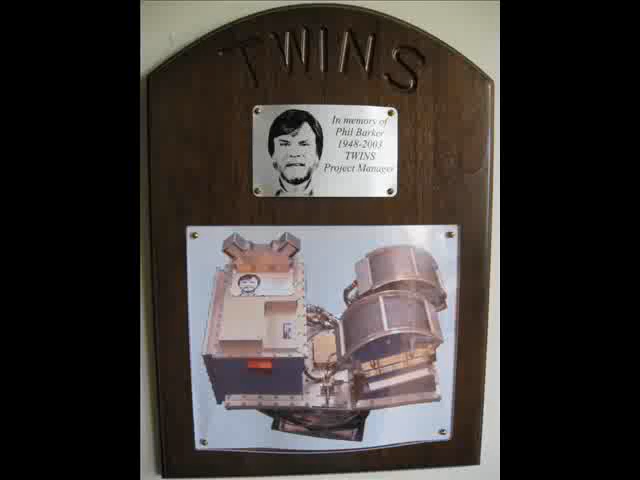 TWINS
In memory of
Phil Barker
1948-2003
TWINS
Project Manager